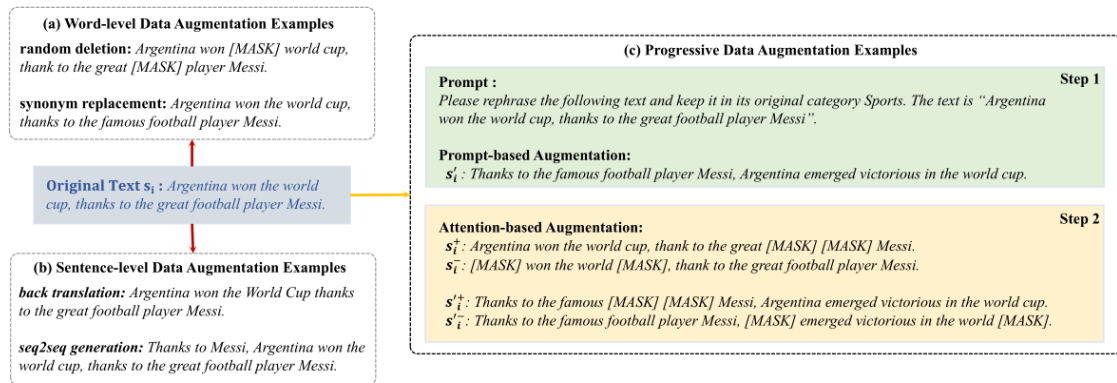 (a) Word-level Data Augmentation Examples
random deletion: Argentina won [MASK] world cup,
thank to the great [MASK] player Messi.
synonym replacement: Argentina won the world cup,
thanks to the famous football player Messi.
Original Text s_i : Argentina won the world
cup, thanks to the great football player Messi.
(b) Sentence-level Data Augmentation Examples
back translation: Argentina won the World Cup thanks
to the great football player Messi.
seq2seq generation: Thanks to Messi, Argentina won the
world cup, thanks to the great football player Messi.
(c) Progressive Data Augmentation Examples
Step 1
Prompt :
Please rephrase the following text and keep it in its original category Sports. The text is “Argentina
won the world cup, thanks to the great football player Messi”.
Prompt-based Augmentation:
s′_i : Thanks to the famous football player Messi, Argentina emerged victorious in the world cup.
Step 2
Attention-based Augmentation:
s_i^+ : Argentina won the world cup, thank to the great [MASK] [MASK] Messi.
s_i^- : [MASK] won the world [MASK], thank to the great football player Messi.
s′_i^+ : Thanks to the famous [MASK] [MASK] Messi, Argentina emerged victorious in the world cup.
s′_i^- : Thanks to the famous football player Messi, [MASK] emerged victorious in the world [MASK].